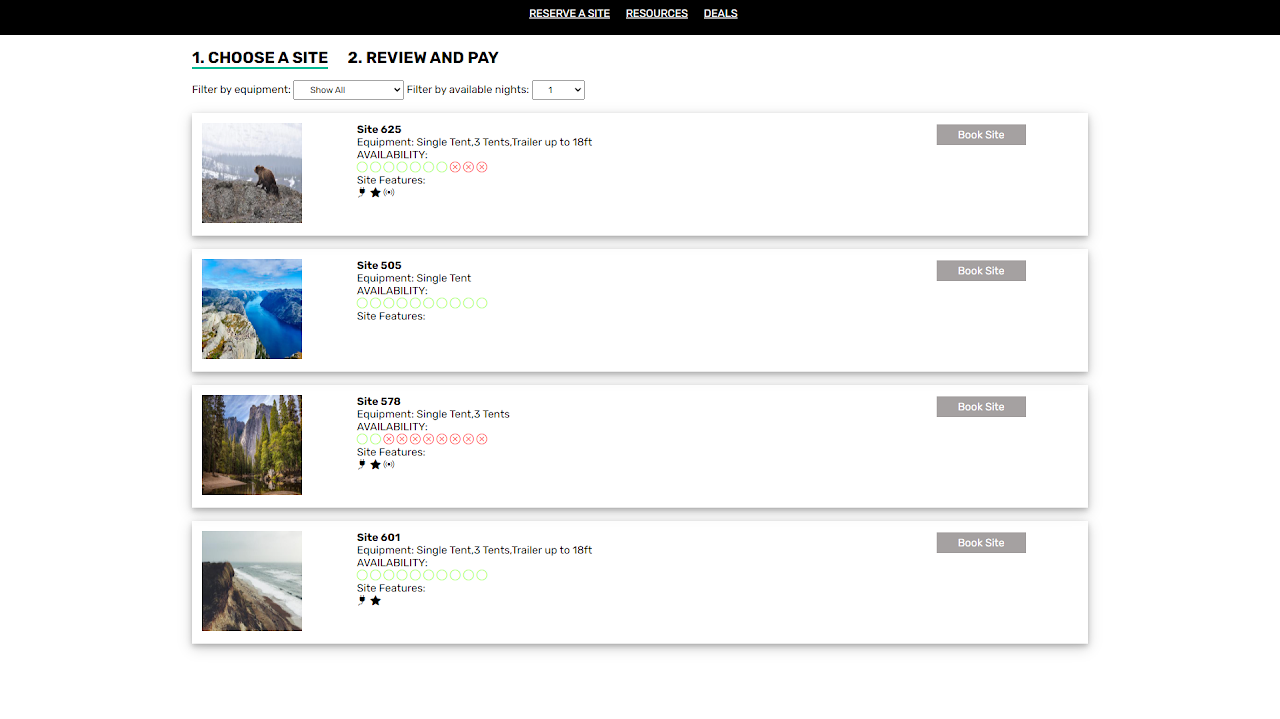 RESERVE A SITE RESOURCES DEALS
1. CHOOSE A SITE 2. REVIEW AND PAY
Filter by equipment: Show All Filter by available nights: 1
Site 625 Book Site
Equipment: Single Tent,3 Tents,Trailer up to 18ft
AVAILABILITY:
Site Features:
Site 505 Book Site
Equipment: Single Tent
AVAILABILITY:
Site Features:
Site 578 Book Site
Equipment: Single Tent,3 Tents
AVAILABILITY:
Site Features:
Site 601 Book Site
Equipment: Single Tent,3 Tents,Trailer up to 18ft
AVAILABILITY:
Site Features: